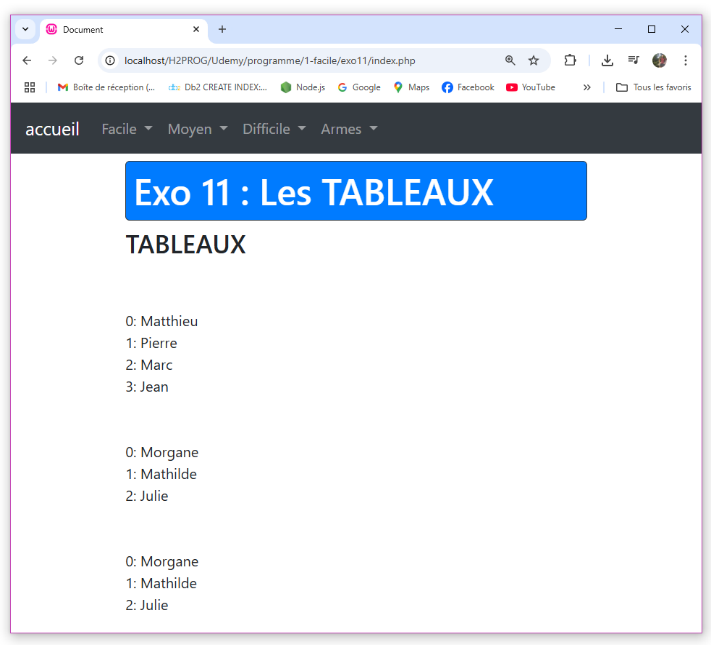 Document
localhost/H2PROG/Udemy/programme/1-facile/exo11/index.php
Boîte de réception (... Db2 CREATE INDEX:... Node.js Google Maps Facebook YouTube » Tous les favoris
accueil Facile Moyen Difficile Armes
Exo 11 : Les TABLEAUX
TABLEAUX
0: Matthieu
1: Pierre
2: Marc
3: Jean
0: Morgane
1: Mathilde
2: Julie
0: Morgane
1: Mathilde
2: Julie